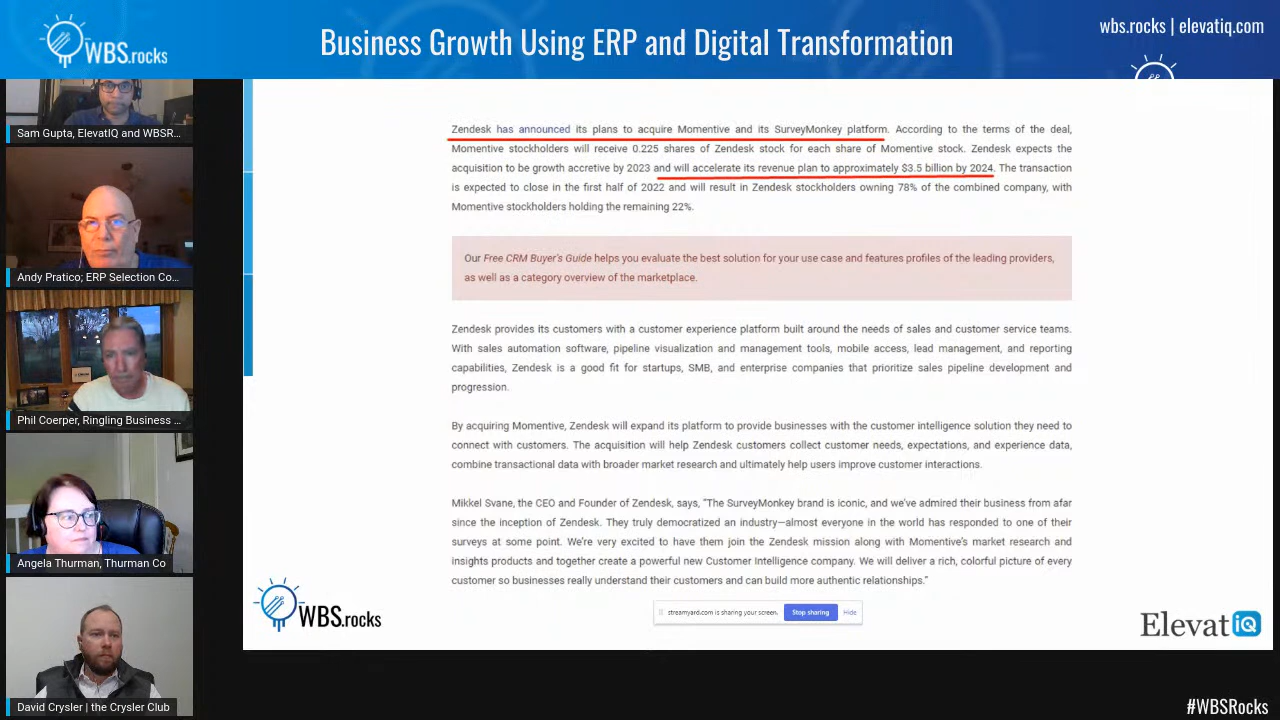 WBS.rocks
Business Growth Using ERP and Digital Transformation
wbs.rocks | elevatiq.com
Sam Gupta, ElevatIQ and WBSR...
Andy Pratico; ERP Selection Co...
Phil Coerper, Ringling Business ...
Angela Thurman, Thurman Co
David Crysler | the Crysler Club
Zendesk has announced its plans to acquire Momentive and its SurveyMonkey platform. According to the terms of the deal,
Momentive stockholders will receive 0.225 shares of Zendesk stock for each share of Momentive stock. Zendesk expects the
acquisition to be growth accretive by 2023 and will accelerate its revenue plan to approximately $3.5 billion by 2024. The transaction
is expected to close in the first half of 2022 and will result in Zendesk stockholders owning 78% of the combined company, with
Momentive stockholders holding the remaining 22%.
Our Free CRM Buyer's Guide helps you evaluate the best solution for your use case and features profiles of the leading providers,
as well as a category overview of the marketplace.
Zendesk provides its customers with a customer experience platform built around the needs of sales and customer service teams.
With sales automation software, pipeline visualization and management tools, mobile access, lead management, and reporting
capabilities, Zendesk is a good fit for startups, SMB, and enterprise companies that prioritize sales pipeline development and
progression.
By acquiring Momentive, Zendesk will expand its platform to provide businesses with the customer intelligence solution they need to
connect with customers. The acquisition will help Zendesk customers collect customer needs, expectations, and experience data,
combine transactional data with broader market research and ultimately help users improve customer interactions.
Mikkel Svane, the CEO and Founder of Zendesk, says, “The SurveyMonkey brand is iconic, and we've admired their business from afar
since the inception of Zendesk. They truly democratized an industry—almost everyone in the world has responded to one of their
surveys at some point. We're very excited to have them join the Zendesk mission along with Momentive's market research and
insights products and together create a powerful new Customer Intelligence company. We will deliver a rich, colorful picture of every
customer so businesses really understand their customers and can build more authentic relationships.”
streamyard.com is sharing your screen.
Stop sharing
Hide
WBS.rocks
ElevatIQ
#WBSRocks